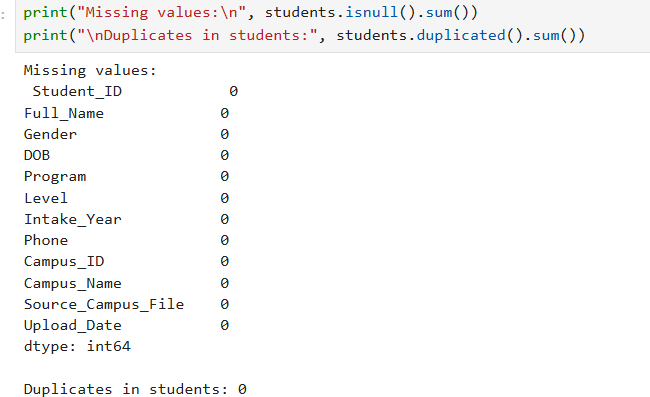 : print("Missing values:\n", students.isnull().sum())
print("\nDuplicates in students:", students.duplicated().sum())
Missing values:
 Student_ID            0
Full_Name             0
Gender                0
DOB                   0
Program               0
Level                 0
Intake_Year           0
Phone                 0
Campus_ID             0
Campus_Name           0
Source_Campus_File    0
Upload_Date           0
dtype: int64

Duplicates in students: 0